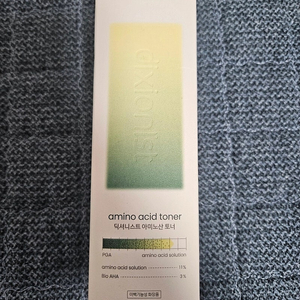 dixionist
amino acid toner
딕셔니스트 아미노산 토너
PGA amino acid solution
amino acid solution 11%
Bio AHA 3%